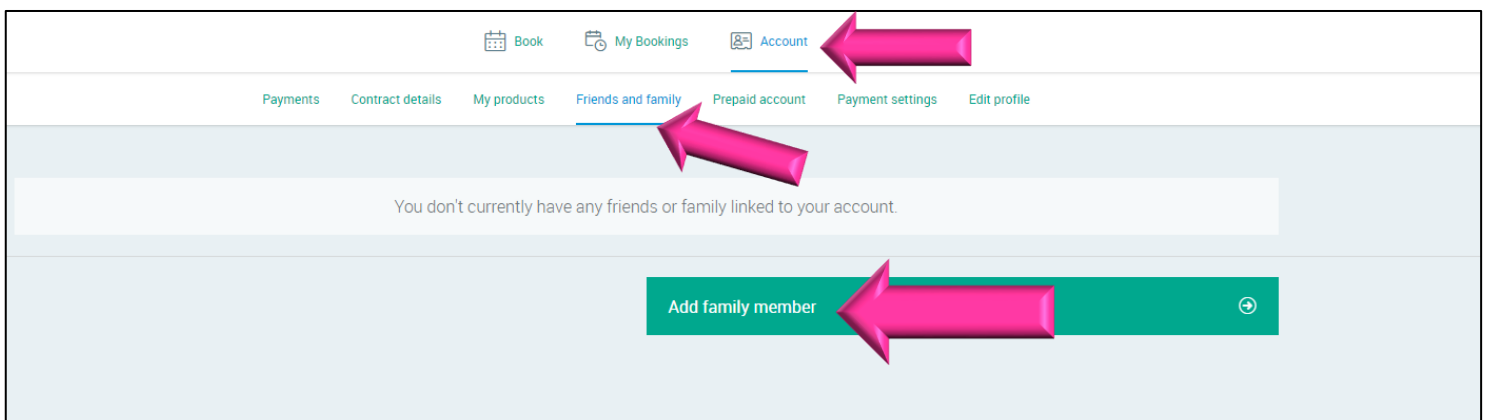 Book My Bookings Account
Payments Contract details My products Friends and family Prepaid account Payment settings Edit profile
You don't currently have any friends or family linked to your account.
Add family member